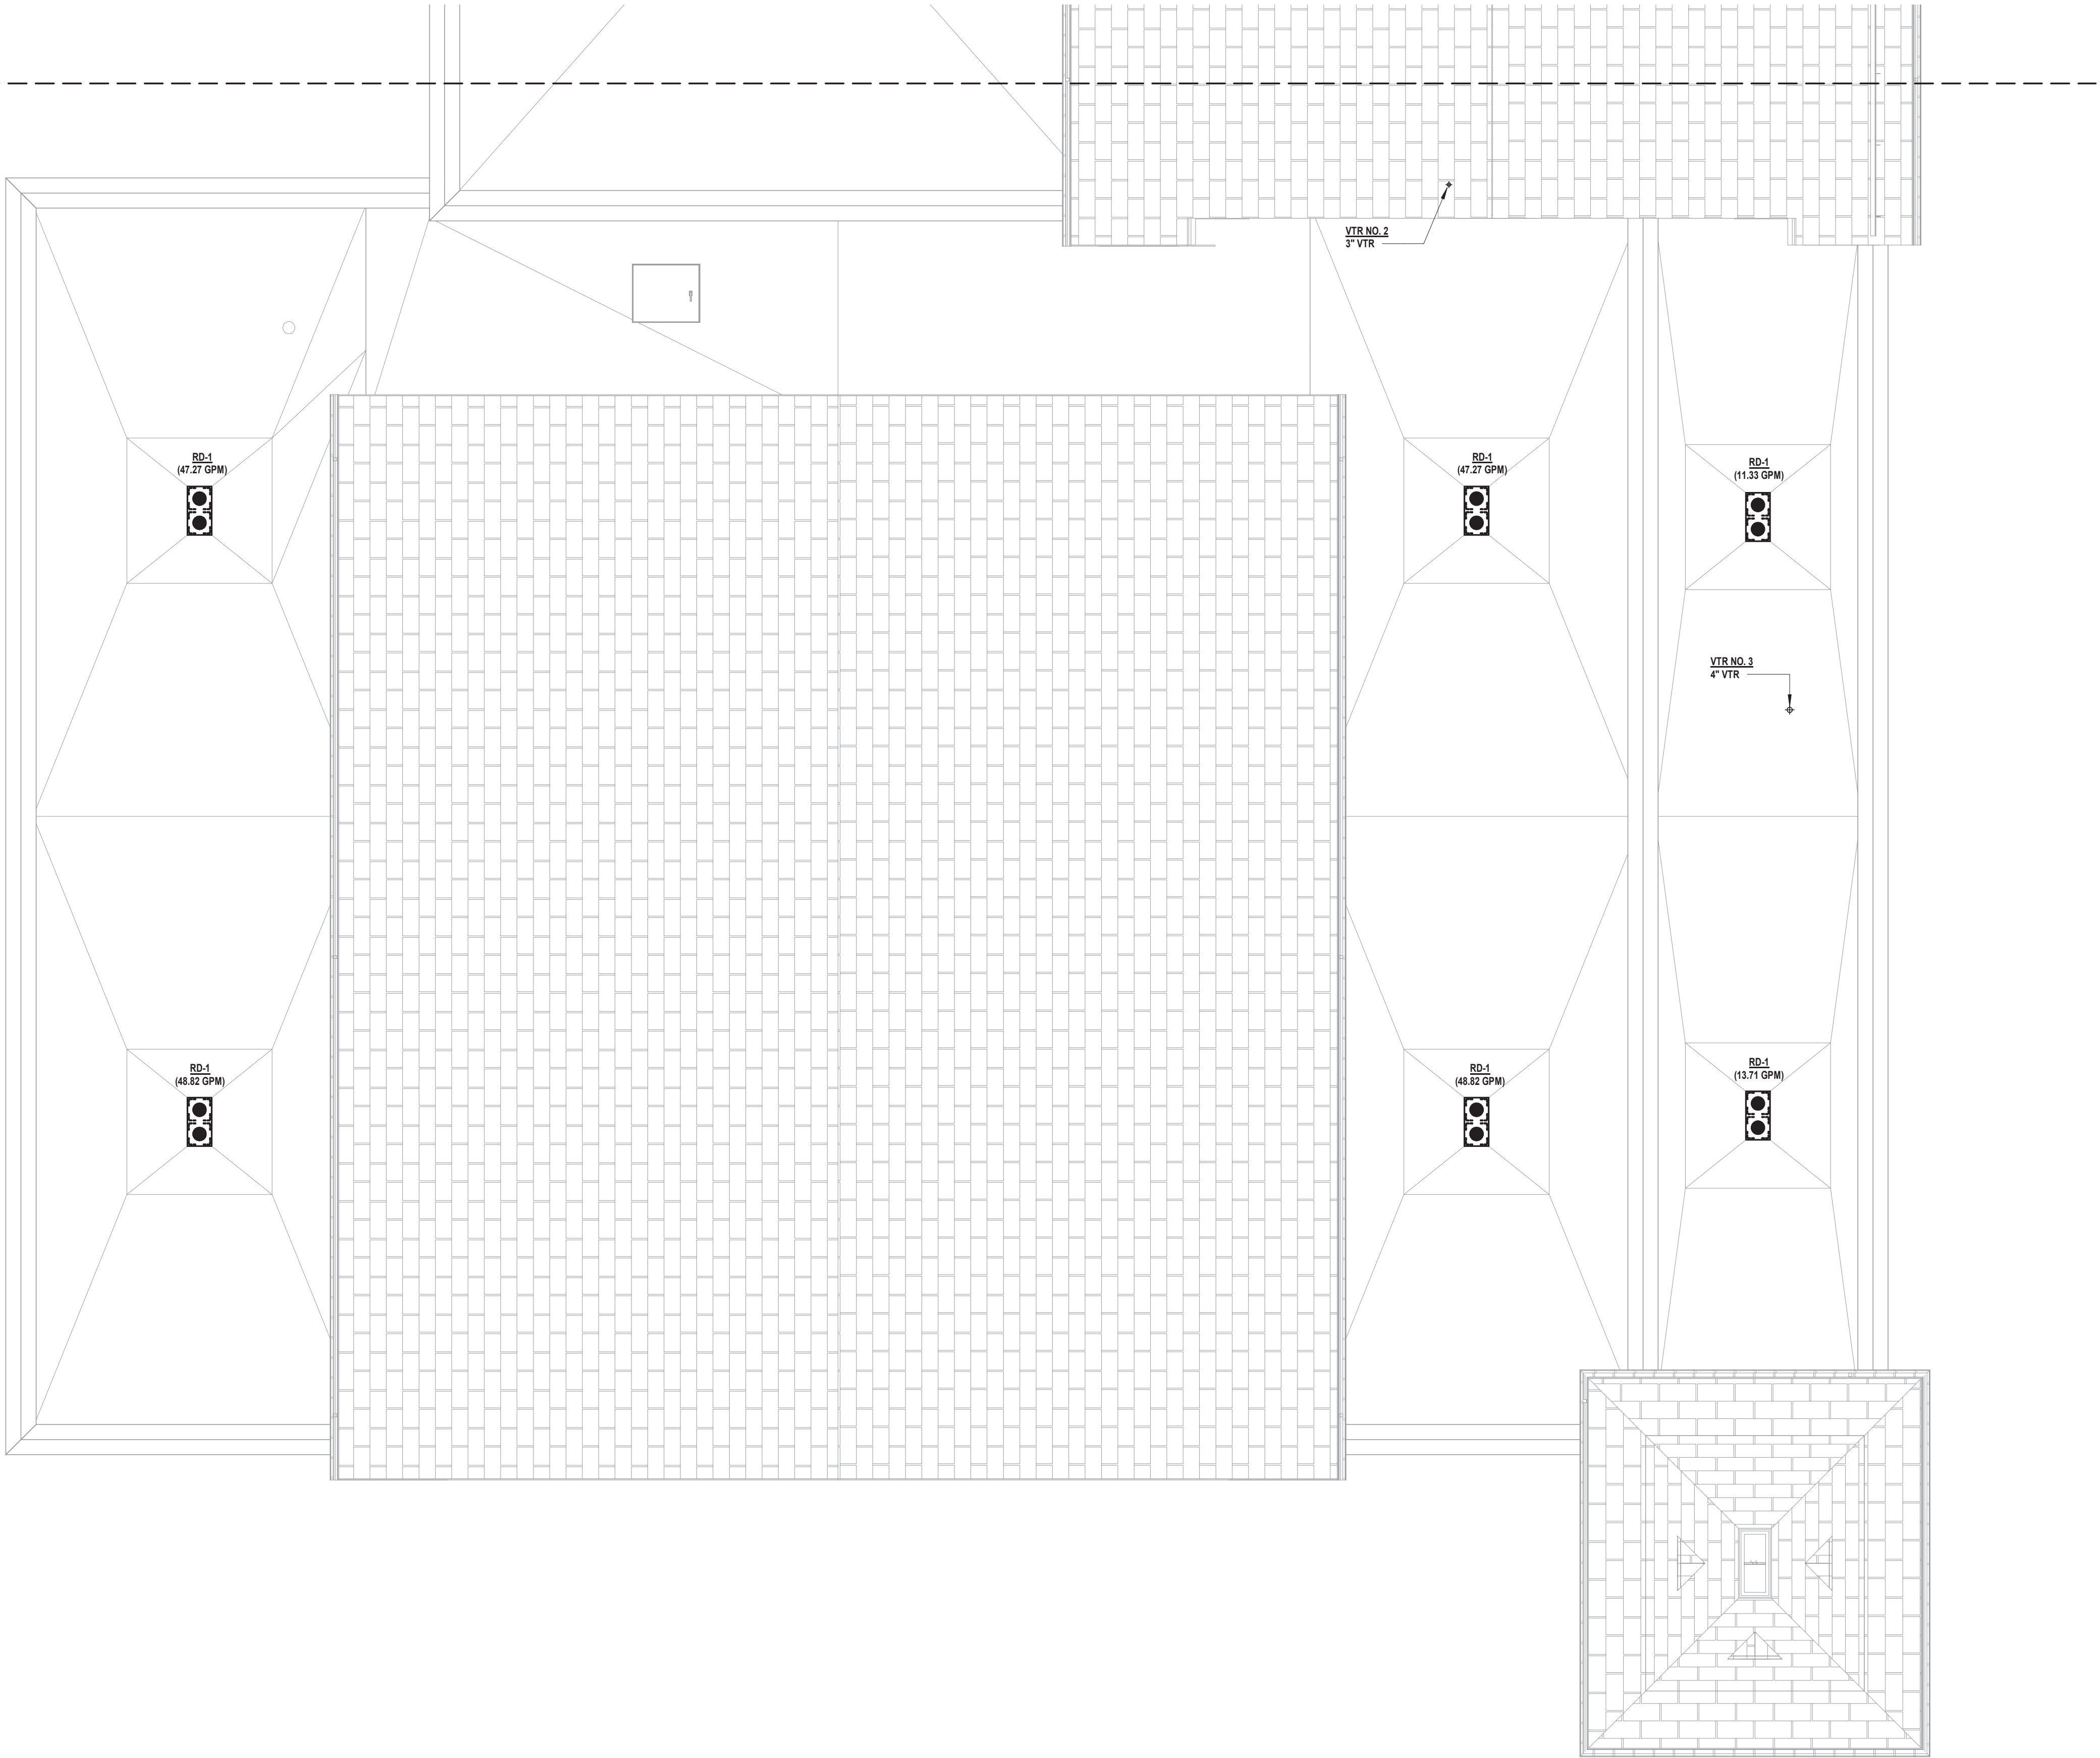 VTR NO. 2
3" VTR
RD-1
(47.27 GPM)
RD-1
(47.27 GPM)
RD-1
(11.33 GPM)
VTR NO. 3
4" VTR
RD-1
(48.82 GPM)
RD-1
(48.82 GPM)
RD-1
(13.71 GPM)